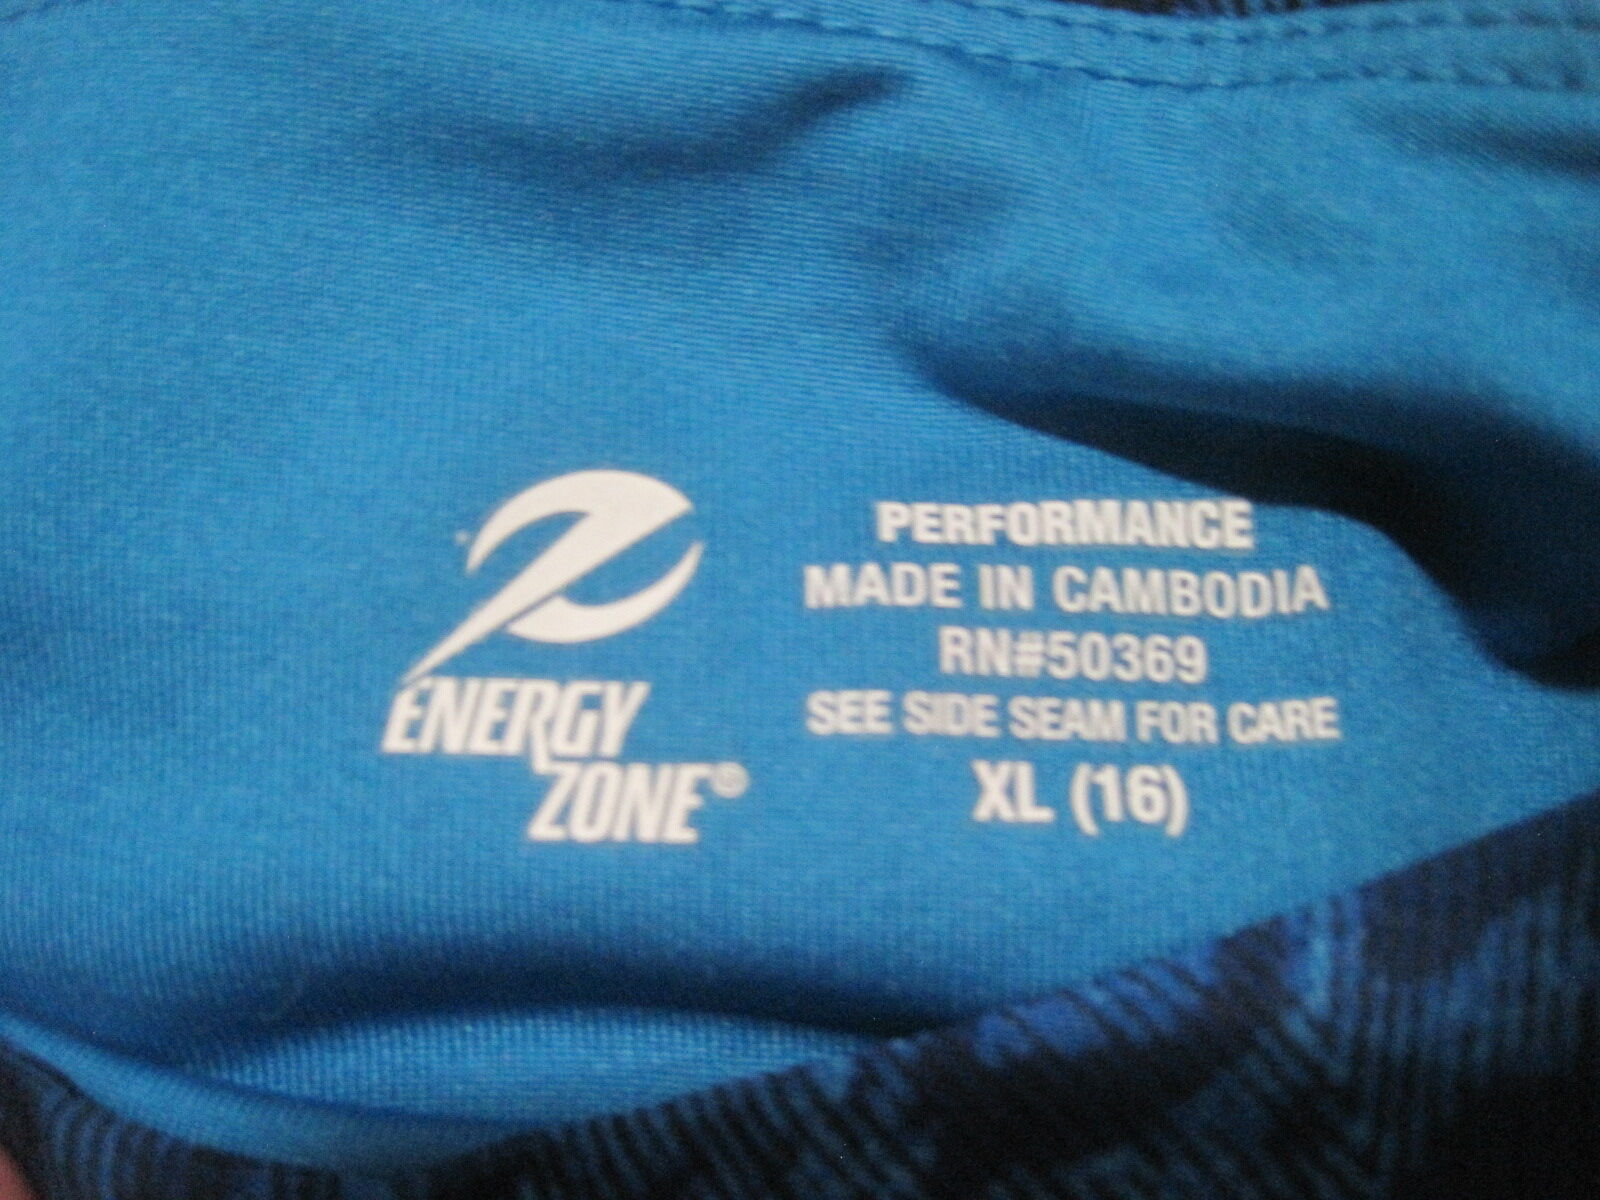 ENERGY
ZONE®
PERFORMANCE
MADE IN CAMBODIA
RN#50369
SEE SIDE SEAM FOR CARE
XL (16)